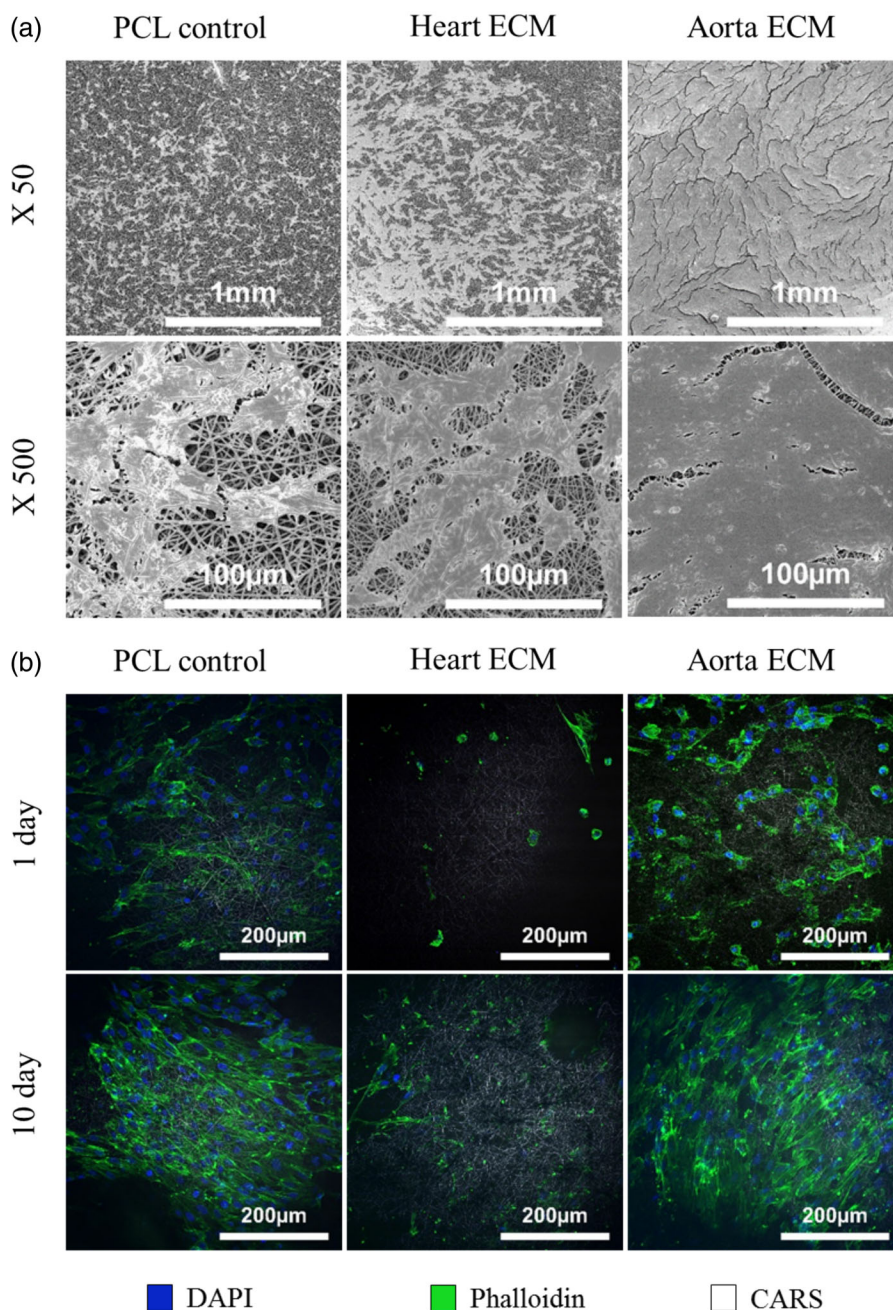 (a)
PCL control Heart ECM Aorta ECM
X 50
1mm 1mm 1mm
X 500
100µm 100µm 100µm
(b)
PCL control Heart ECM Aorta ECM
1 day
200µm 200µm 200µm
10 day
200µm 200µm 200µm
DAPI Phalloidin CARS